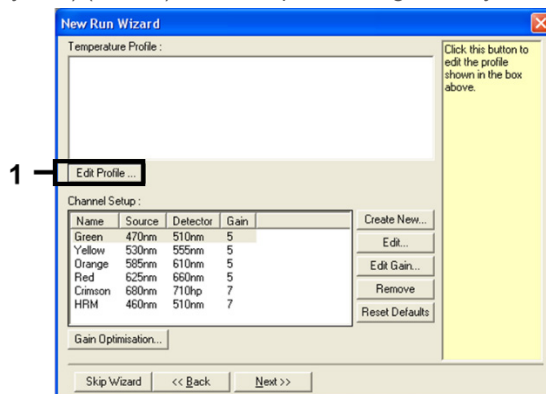 New Run Wizard
Temperature Profile :
Click this button to
edit the profile
shown in the box
above.
1
Edit Profile ...
Channel Setup :
Name Source Detector Gain
Green 470nm 510nm 5
Yellow 530nm 555nm 5
Orange 585nm 610nm 5
Red 625nm 660nm 5
Crimson 680nm 710hp 7
HRM 460nm 510nm 7
Create New...
Edit...
Edit Gain...
Remove
Reset Defaults
Gain Optimisation...
Skip Wizard
<< Back
Next >>